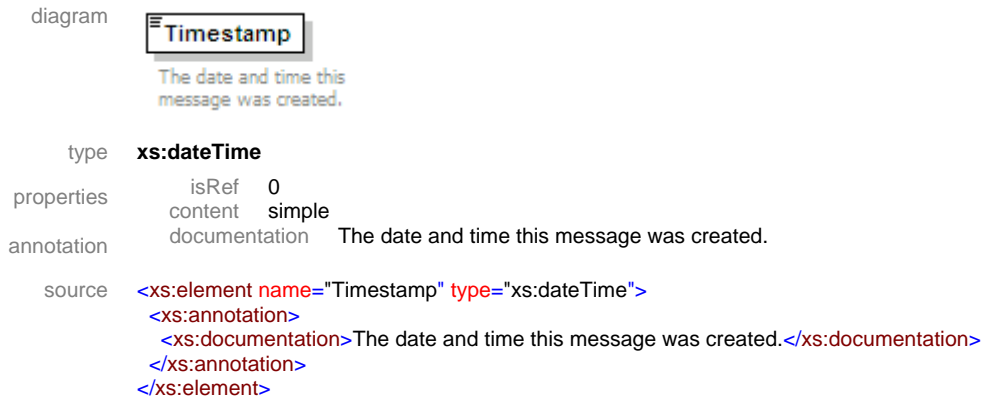 diagram
Timestamp
The date and time this
message was created.
type xs:dateTime
properties
isRef 0
content simple
annotation
documentation The date and time this message was created.
source <xs:element name="Timestamp" type="xs:dateTime">
<xs:annotation>
<xs:documentation>The date and time this message was created.</xs:documentation>
</xs:annotation>
</xs:element>